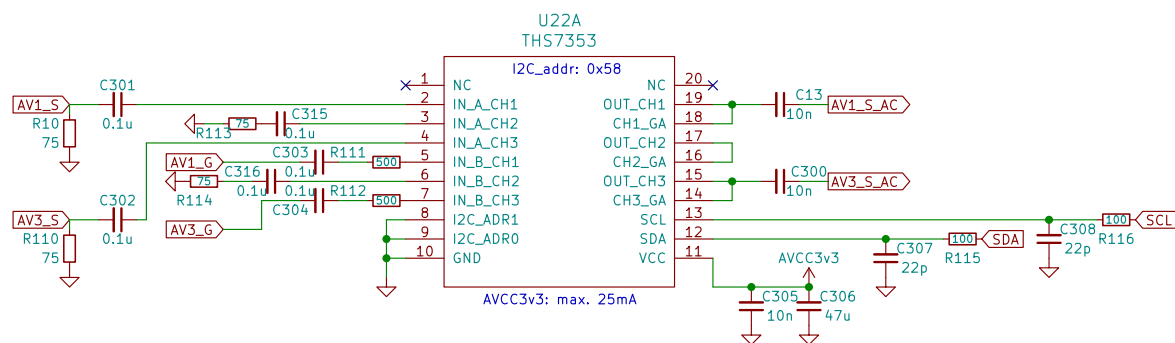 U22A
THS7353
I2C_addr: 0x58
1 NC
2 IN_A_CH1
3 IN_A_CH2
4 IN_A_CH3
5 IN_B_CH1
6 IN_B_CH2
7 IN_B_CH3
8 I2C_ADR1
9 I2C_ADR0
10 GND
NC 20
OUT_CH1 19
CH1_GA 18
OUT_CH2 17
CH2_GA 16
OUT_CH3 15
CH3_GA 14
SCL 13
SDA 12
VCC 11
AVCC3v3: max. 25mA
AV1_S
C301
0.1u
R10
75
R113
75
C315
0.1u
AV1_G
C303
0.1u
R111
500
C316
0.1u
75
R114
0.1u
C304
R112
500
AV3_G
AV3_S
C302
0.1u
R110
75
C13
10n
AV1_S_AC
C300
10n
AV3_S_AC
C308
22p
100
R116
SCL
C307
22p
100
R115
SDA
AVCC3v3
C305
10n
C306
47u